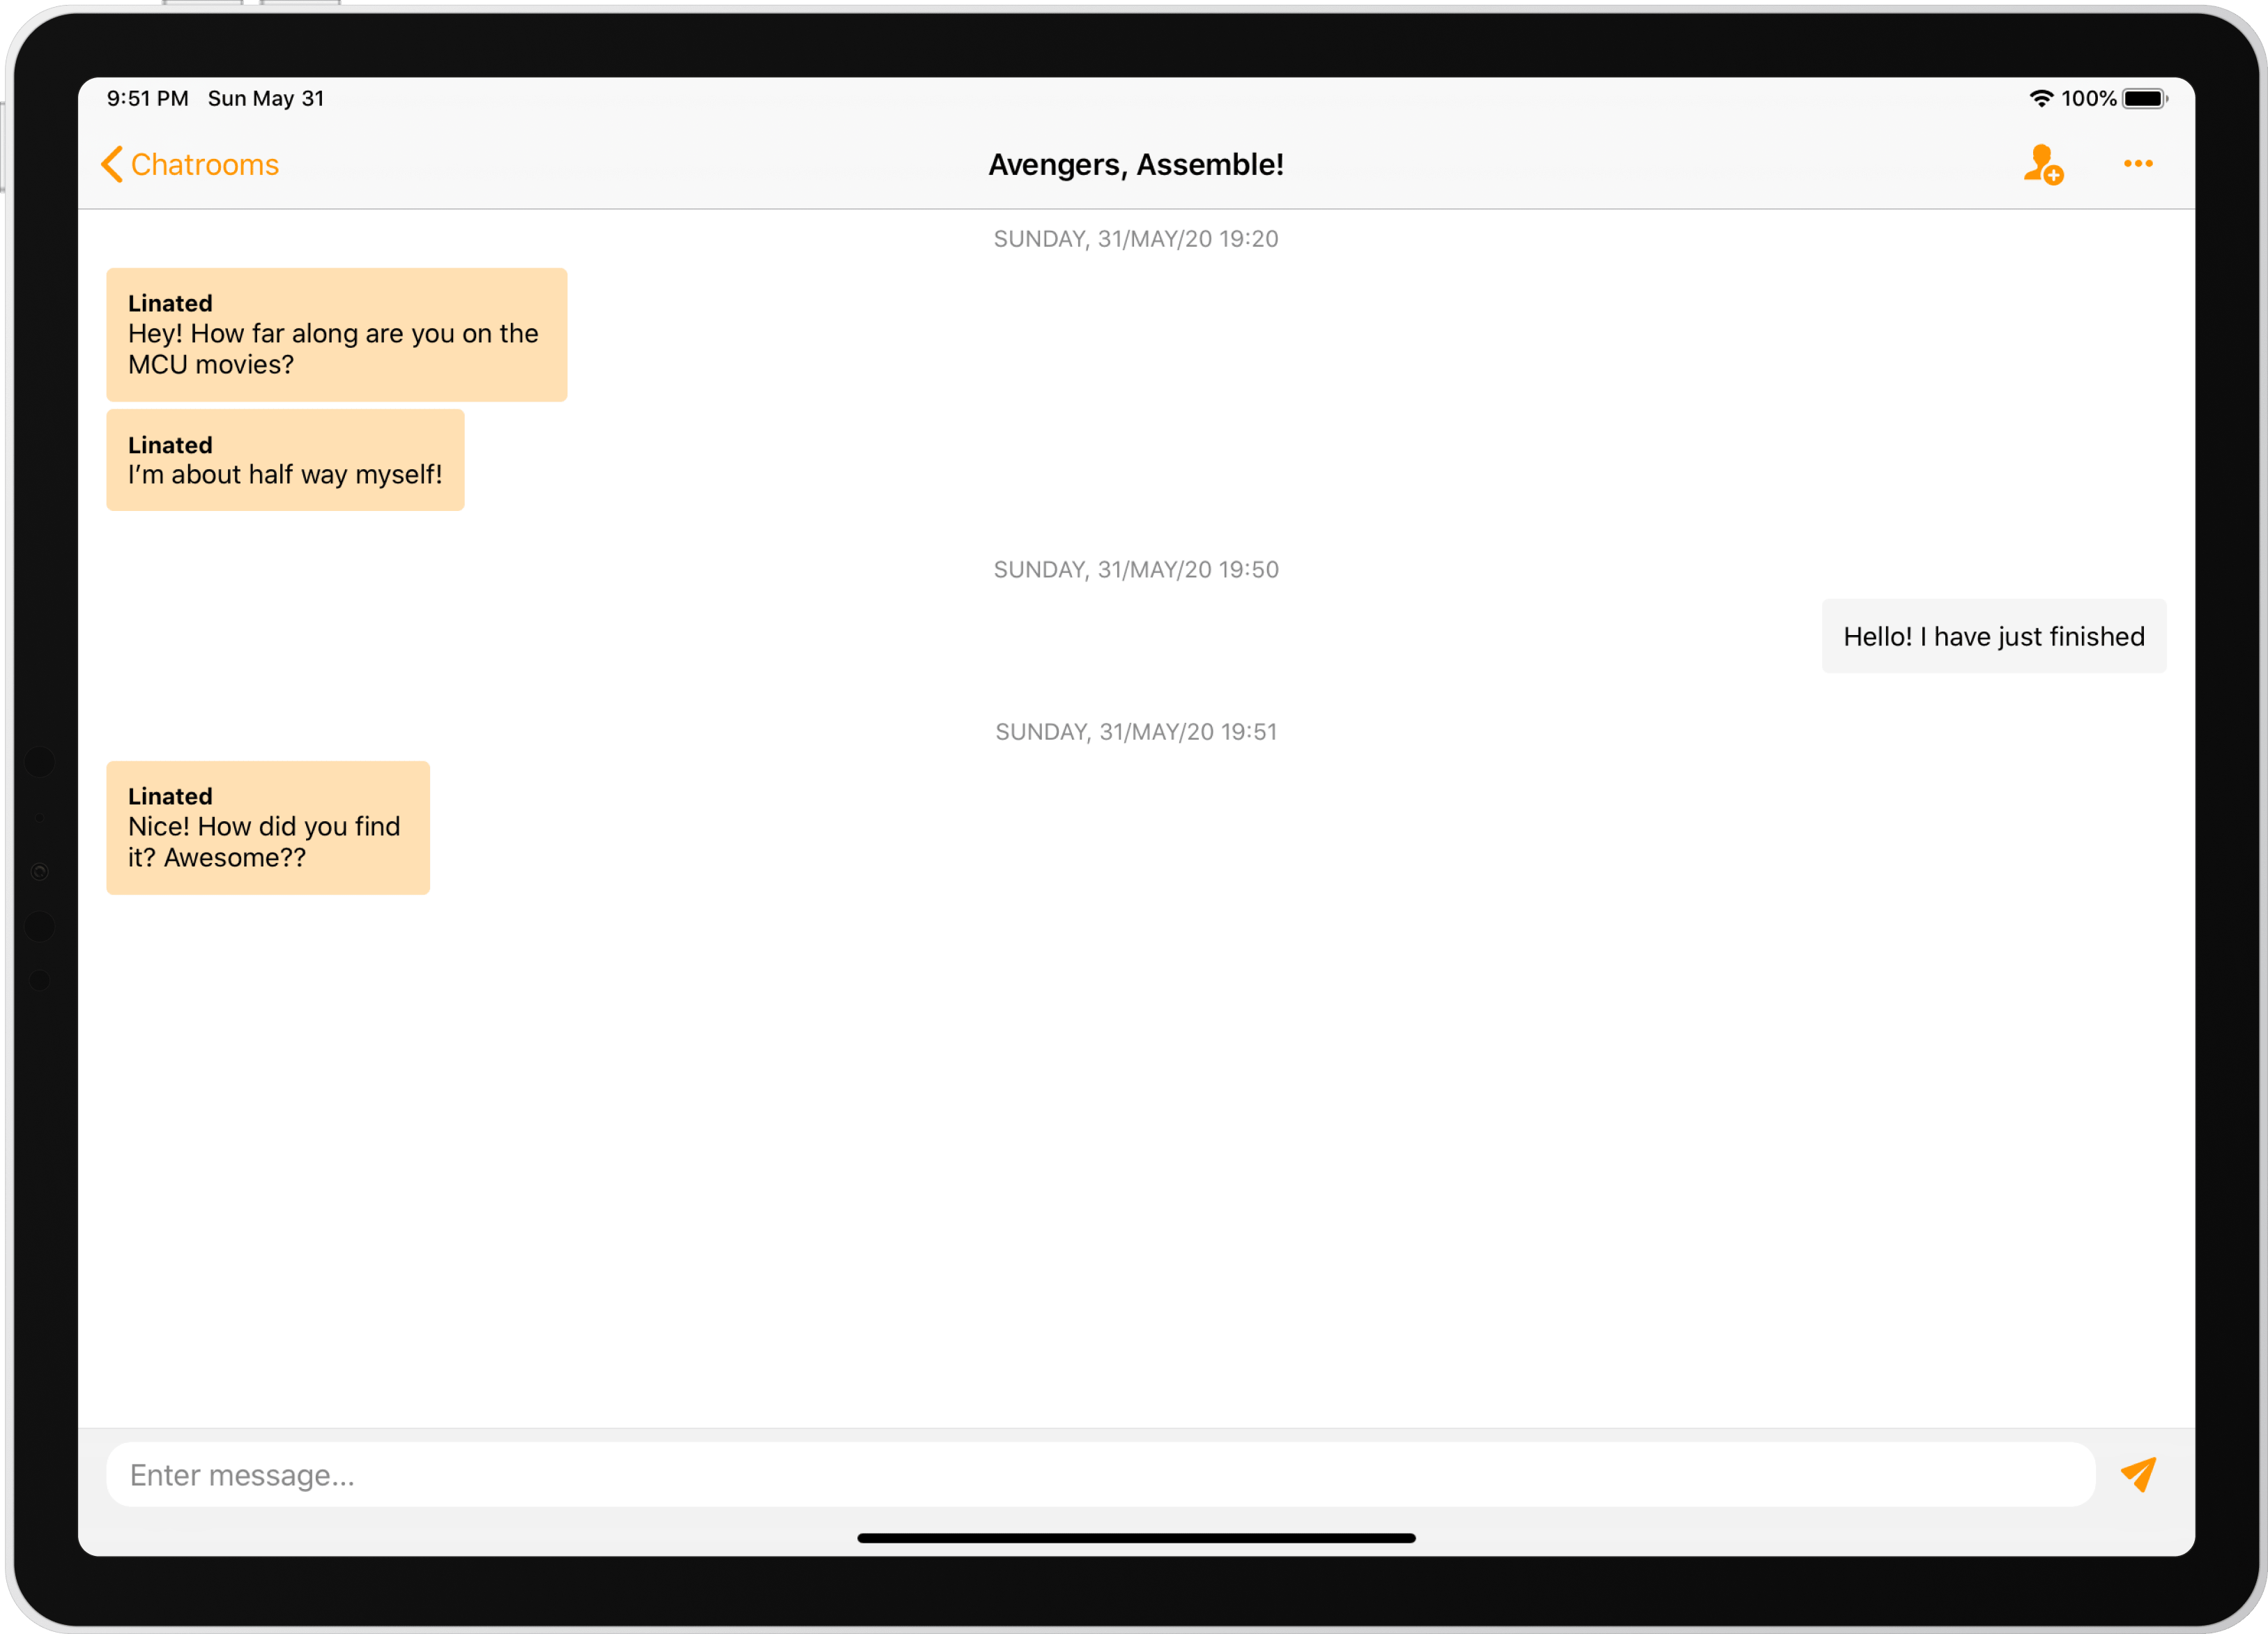 9:51 PM Sun May 31
100%
Chatrooms
Avengers, Assemble!
SUNDAY, 31/MAY/20 19:20
Linated
Hey! How far along are you on the
MCU movies?
Linated
I’m about half way myself!
SUNDAY, 31/MAY/20 19:50
Hello! I have just finished
SUNDAY, 31/MAY/20 19:51
Linated
Nice! How did you find
it? Awesome??
Enter message...